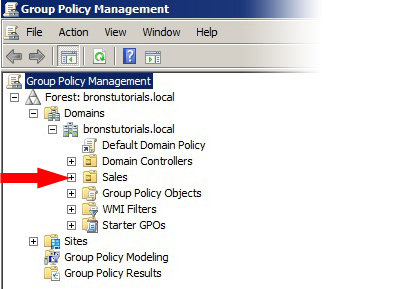 Group Policy Management
File Action View Window Help
Group Policy Management
Forest: bronstutorials.local
Domains
bronstutorials.local
Default Domain Policy
Domain Controllers
Sales
Group Policy Objects
WMI Filters
Starter GPOs
Sites
Group Policy Modeling
Group Policy Results